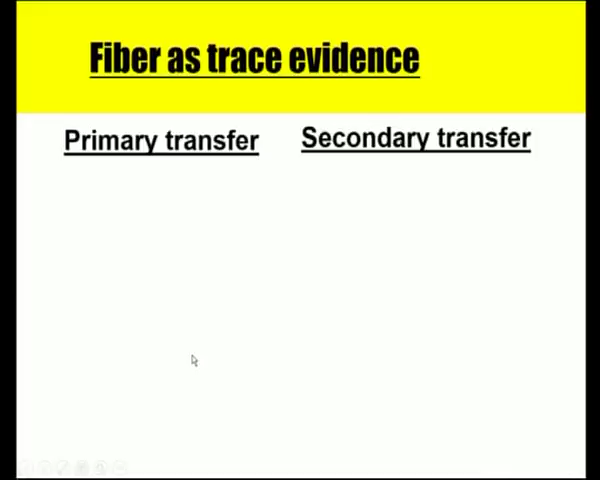 Fiber as trace evidence
Primary transfer
Secondary transfer